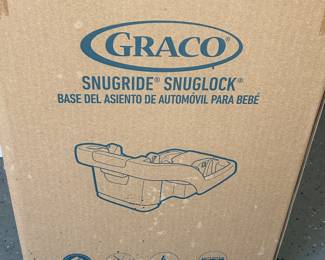 GRACO®
SNUGRIDE® SNUGLOCK®
BASE DEL ASIENTO DE AUTOMÓVIL PARA BEBÉ